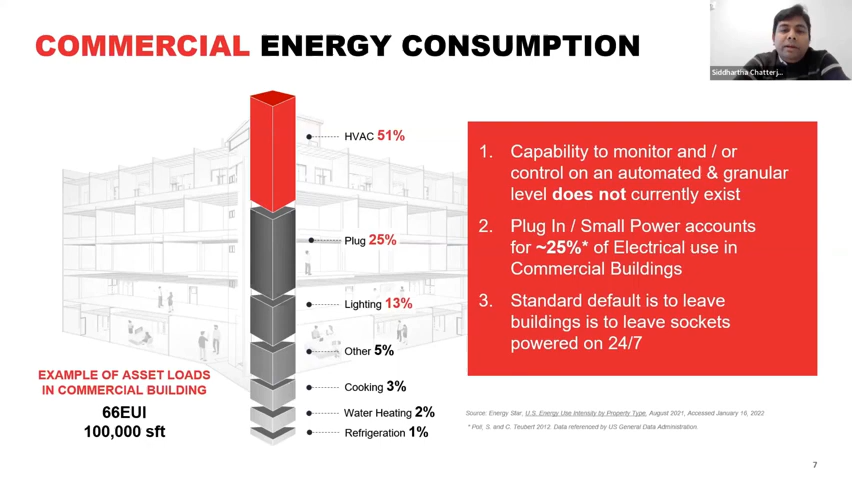 COMMERCIAL ENERGY CONSUMPTION
Siddhartha Chatterj...
HVAC 51%
Plug 25%
Lighting 13%
Other 5%
Cooking 3%
Water Heating 2%
Refrigeration 1%
EXAMPLE OF ASSET LOADS
IN COMMERCIAL BUILDING
66EUI
100,000 sft
1. Capability to monitor and / or
control on an automated & granular
level does not currently exist
2. Plug In / Small Power accounts
for ~25%* of Electrical use in
Commercial Buildings
3. Standard default is to leave
buildings is to leave sockets
powered on 24/7
Source: Energy Star. U.S. Energy Use Intensity by Property Type, August 2021, Accessed January 16, 2022
* Poll, S. and C. Teubert 2012. Data referenced by US General Data Administration
7